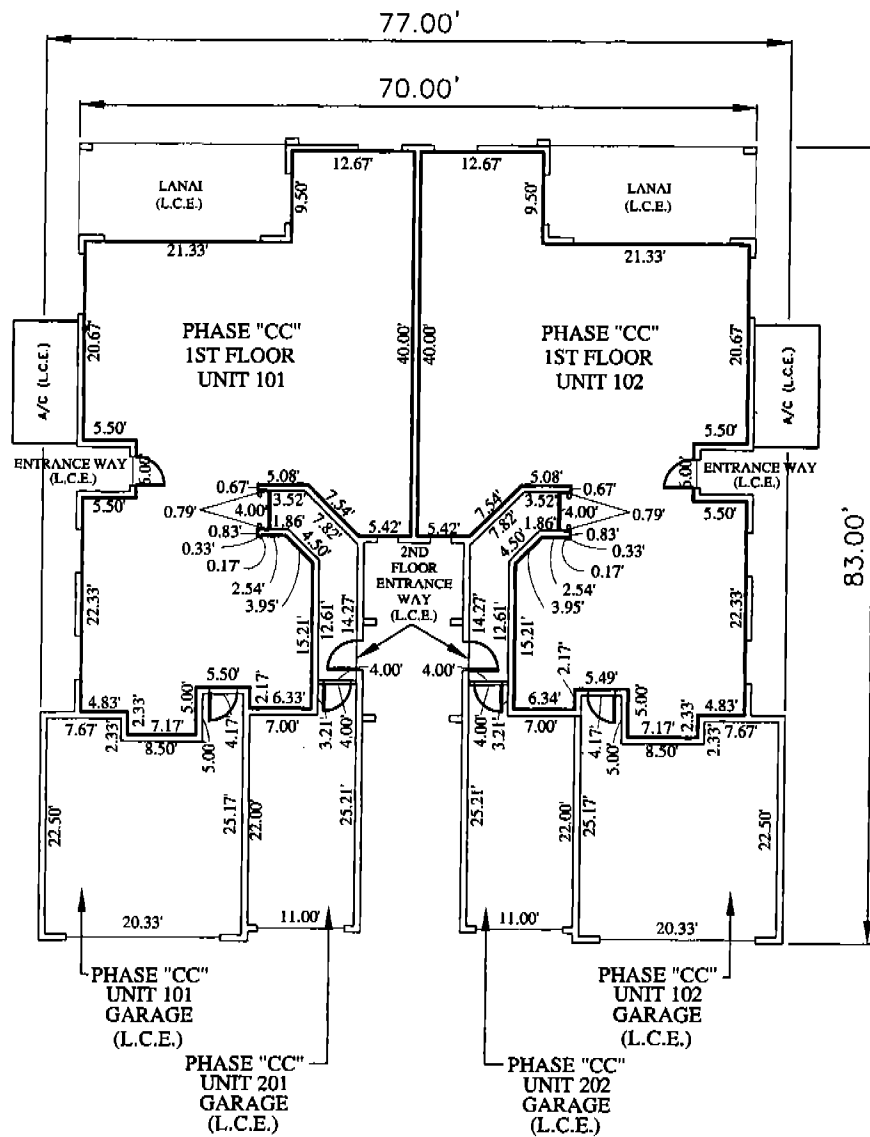 77.00'
70.00'
12.67' 12.67'
LANAI
(L.C.E.)
9.50' 9.50'
LANAI
(L.C.E.)
21.33' 21.33'
20.67' 40.00' 40.00' 20.67'
PHASE "CC"
1ST FLOOR
UNIT 101
PHASE "CC"
1ST FLOOR
UNIT 102
A/C (L.C.E.) A/C (L.C.E.)
5.50' 5.50'
ENTRANCE WAY
(L.C.E.)
6.00' 6.00'
ENTRANCE WAY
(L.C.E.)
5.50' 5.50'
5.08' 5.08'
0.67' 3.52' 7.54' 7.54' 3.52' 0.67'
0.79' 4.00' 7.82' 7.82' 4.00' 0.79'
0.83' 1.86' 4.50' 5.42' 5.42' 4.50' 1.86' 0.83'
0.33' 0.33'
0.17' 0.17'
2.54' 2.54'
3.95' 3.95'
2ND
FLOOR
ENTRANCE
WAY
(L.C.E.)
83.00'
22.33' 15.21' 12.61' 14.27' 14.27' 12.61' 15.21' 22.33'
4.00' 4.00'
5.50' 2.17' 2.17' 5.49'
4.83' 5.00' 6.33' 6.34' 5.00' 4.83'
7.67' 2.33' 7.17' 7.00' 7.00' 7.17' 2.33' 7.67'
2.33' 8.50' 5.00' 4.17' 3.21' 4.00' 4.00' 3.21' 4.17' 5.00' 8.50' 2.33'
22.50' 25.17' 22.00' 25.21' 25.21' 22.00' 25.17' 22.50'
20.33' 11.00' 11.00' 20.33'
PHASE "CC"
UNIT 101
GARAGE
(L.C.E.)
PHASE "CC"
UNIT 102
GARAGE
(L.C.E.)
PHASE "CC"
UNIT 201
GARAGE
(L.C.E.)
PHASE "CC"
UNIT 202
GARAGE
(L.C.E.)